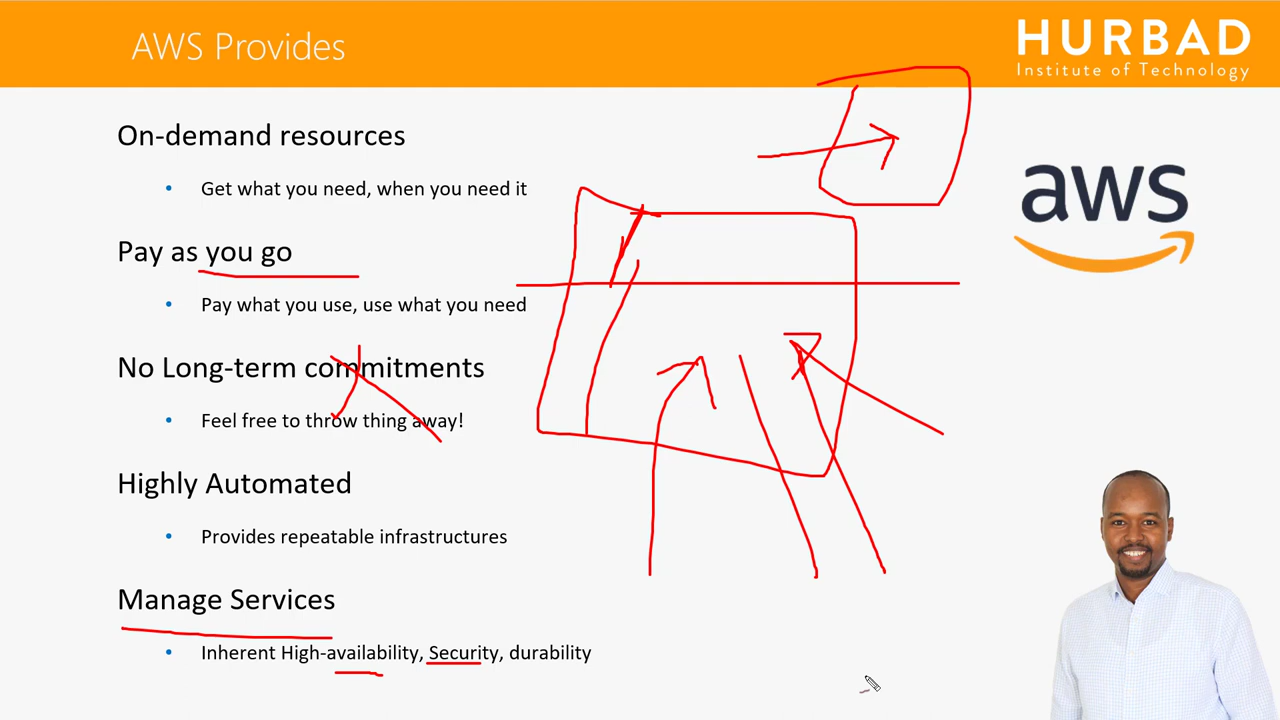 AWS Provides
HURBAD
Institute of Technology
On-demand resources
• Get what you need, when you need it
Pay as you go
• Pay what you use, use what you need
No Long-term commitments
• Feel free to throw thing away!
Highly Automated
• Provides repeatable infrastructures
Manage Services
• Inherent High-availability, Security, durability
aws